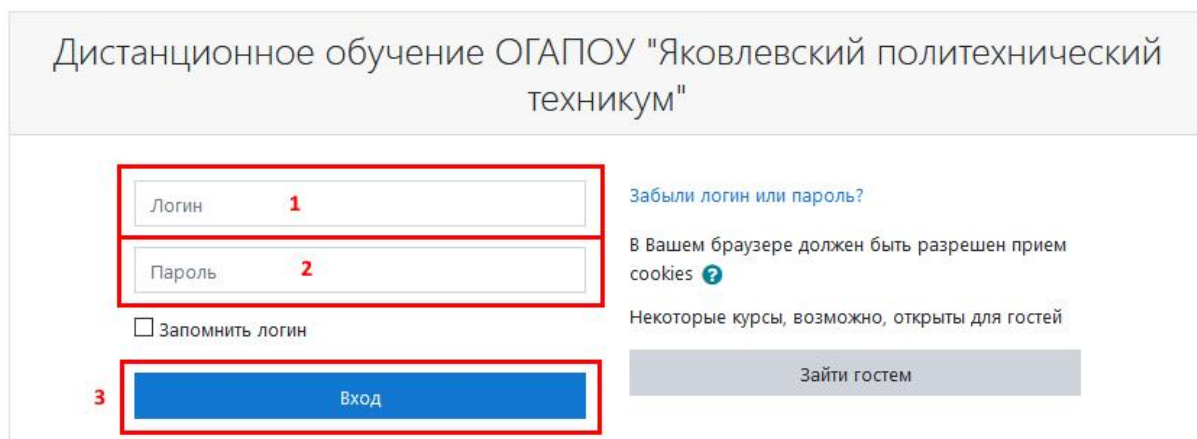 Дистанционное обучение ОГАПОУ "Яковлевский политехнический
техникум"
Логин 1
Пароль 2
Запомнить логин
3 Вход
Забыли логин или пароль?
В Вашем браузере должен быть разрешен прием
cookies ?
Некоторые курсы, возможно, открыты для гостей
Зайти гостем